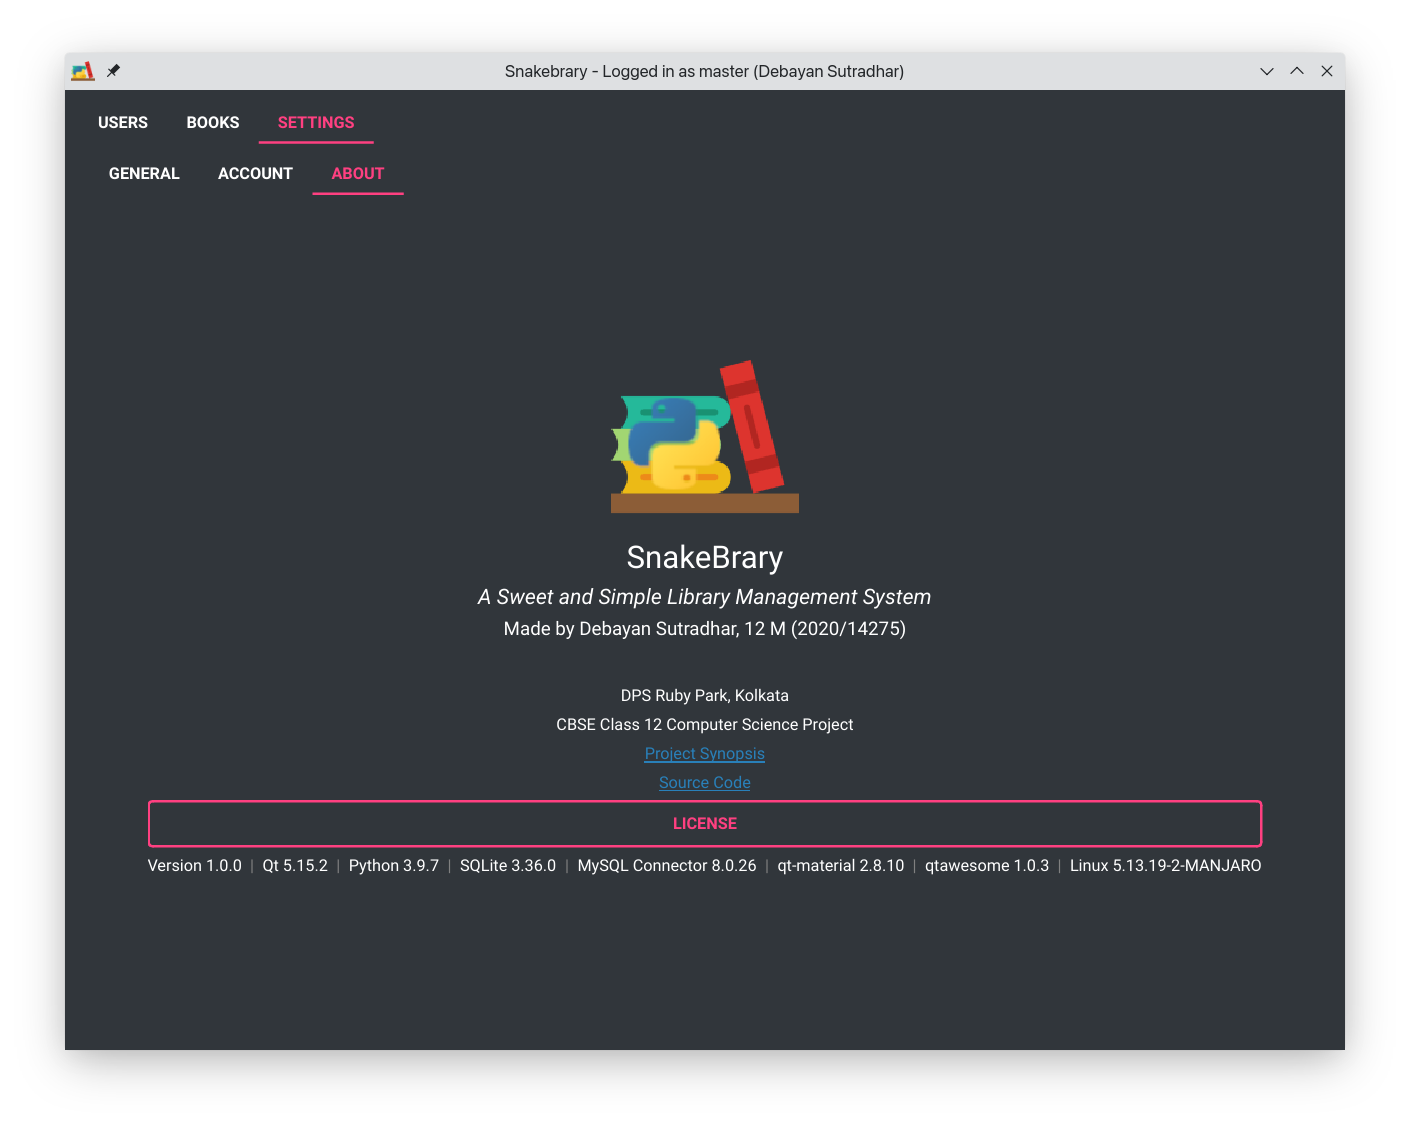 Snakebrary - Logged in as master (Debayan Sutradhar)
USERS BOOKS SETTINGS
GENERAL ACCOUNT ABOUT
SnakeBrary
A Sweet and Simple Library Management System
Made by Debayan Sutradhar, 12 M (2020/14275)
DPS Ruby Park, Kolkata
CBSE Class 12 Computer Science Project
Project Synopsis
Source Code
LICENSE
Version 1.0.0 | Qt 5.15.2 | Python 3.9.7 | SQLite 3.36.0 | MySQL Connector 8.0.26 | qt-material 2.8.10 | qtawesome 1.0.3 | Linux 5.13.19-2-MANJARO